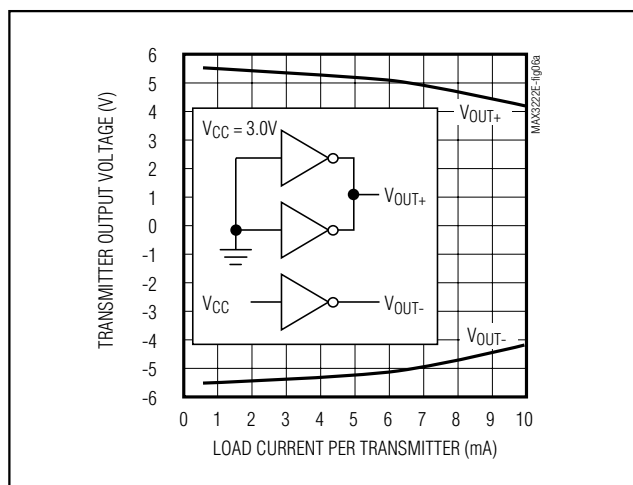 TRANSMITTER OUTPUT VOLTAGE (V)
6
5
4
3
2
1
0
-1
-2
-3
-4
-5
-6
0 1 2 3 4 5 6 7 8 9 10
LOAD CURRENT PER TRANSMITTER (mA)
VCC = 3.0V
VOUT+
VCC
VOUT-
VOUT+
VOUT-
MAX3222E-fig06a